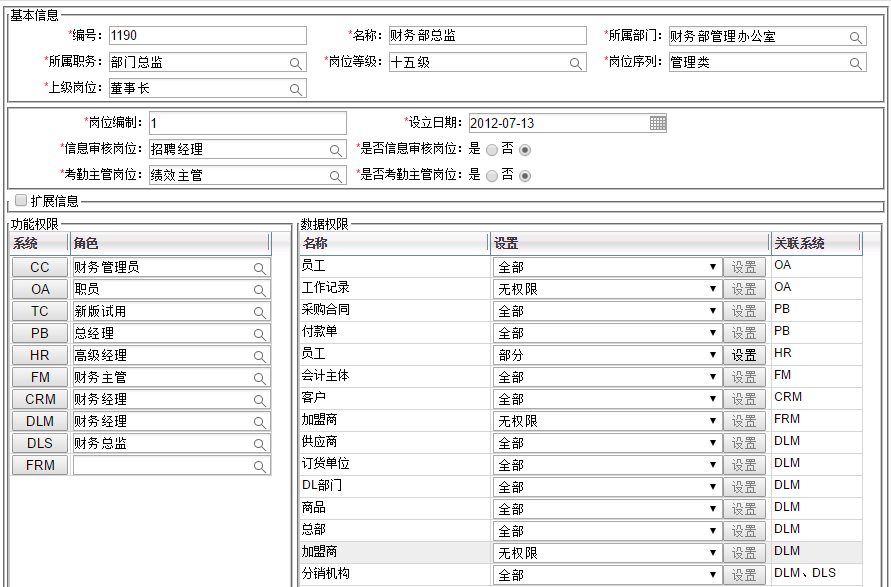 基本信息
*编号: 1190 *名称: 财务部总监 *所属部门: 财务部管理办公室
*所属职务: 部门总监 *岗位等级: 十五级 *岗位序列: 管理类
*上级岗位: 董事长
*岗位编制: 1 *设立日期: 2012-07-13
*信息审核岗位: 招聘经理 *是否信息审核岗位: 是 否
*考勤主管岗位: 绩效主管 *是否考勤主管岗位: 是 否
扩展信息
功能权限
系统 角色
CC 财务管理员
OA 职员
TC 新版试用
PB 总经理
HR 高级经理
FM 财务主管
CRM 财务经理
DLM 财务经理
DLS 财务总监
FRM
数据权限
名称 设置 关联系统
员工 全部 设置 OA
工作记录 无权限 设置 OA
采购合同 全部 设置 PB
付款单 全部 设置 PB
员工 部分 设置 HR
会计主体 全部 设置 FM
客户 全部 设置 CRM
加盟商 无权限 设置 FRM
供应商 全部 设置 DLM
订货单位 全部 设置 DLM
DL部门 全部 设置 DLM
商品 全部 设置 DLM
总部 全部 设置 DLM
加盟商 无权限 设置 DLM
分销机构 全部 设置 DLM、DLS